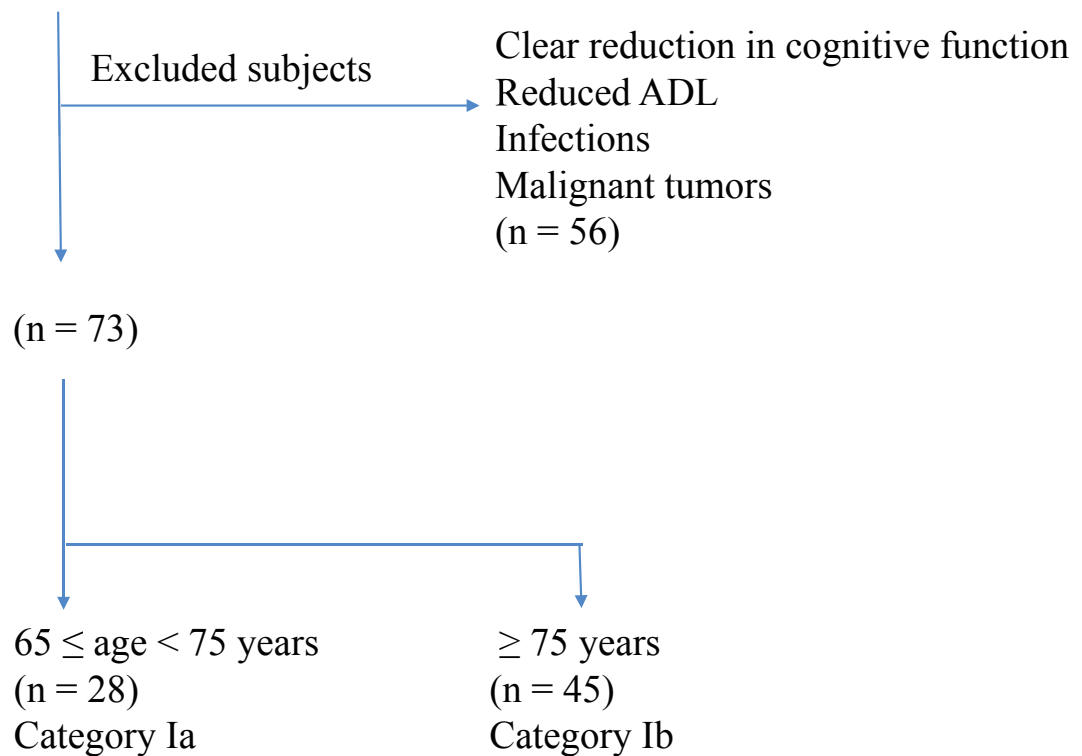 Excluded subjects
Clear reduction in cognitive function
Reduced ADL
Infections
Malignant tumors
(n = 56)
(n = 73)
65 ≤ age < 75 years
(n = 28)
Category Ia
≥ 75 years
(n = 45)
Category Ib